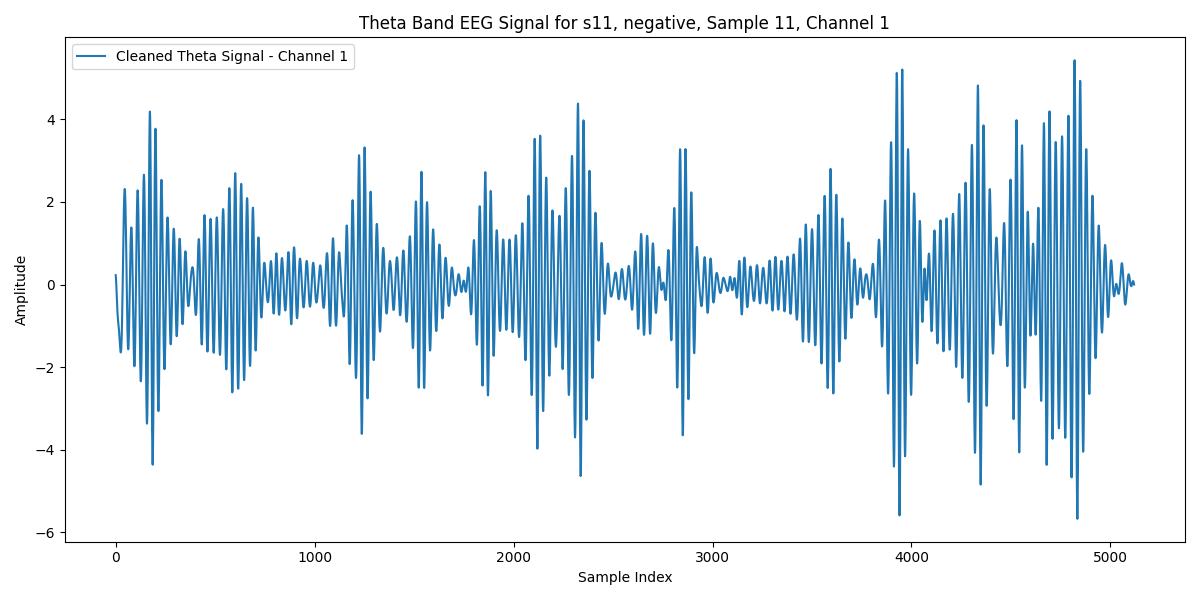 Theta Band EEG Signal for s11, negative, Sample 11, Channel 1
Cleaned Theta Signal - Channel 1
Amplitude
4
2
0
−2
−4
−6
0 1000 2000 3000 4000 5000
Sample Index